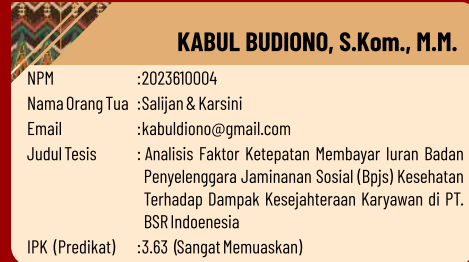 KABUL BUDIONO, S.Kom., M.M.
NPM :2023610004
Nama Orang Tua :Salijan & Karsini
Email :kabuldiono@gmail.com
Judul Tesis : Analisis Faktor Ketepatan Membayar Iuran Badan
Penyelenggara Jaminanan Sosial (Bpjs) Kesehatan
Terhadap Dampak Kesejahteraan Karyawan di PT.
BSR Indoenesia
IPK (Predikat) :3.63 (Sangat Memuaskan)